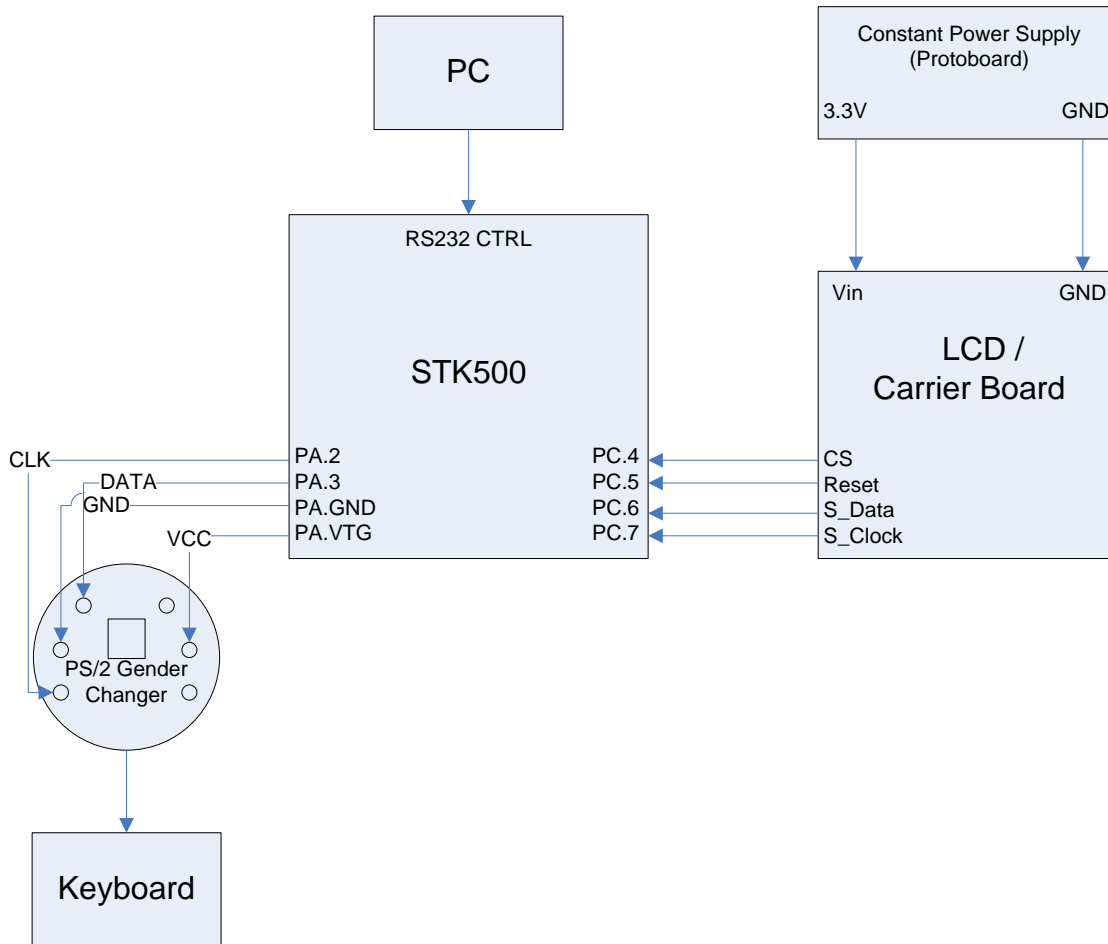 PC
Constant Power Supply
(Protoboard)
3.3V GND
RS232 CTRL
Vin GND
STK500
LCD /
Carrier Board
CLK
PA.2
PC.4
CS
DATA
PA.3
PC.5
Reset
GND
PA.GND
PC.6
S_Data
VCC
PA.VTG
PC.7
S_Clock
PS/2 Gender
Changer
Keyboard